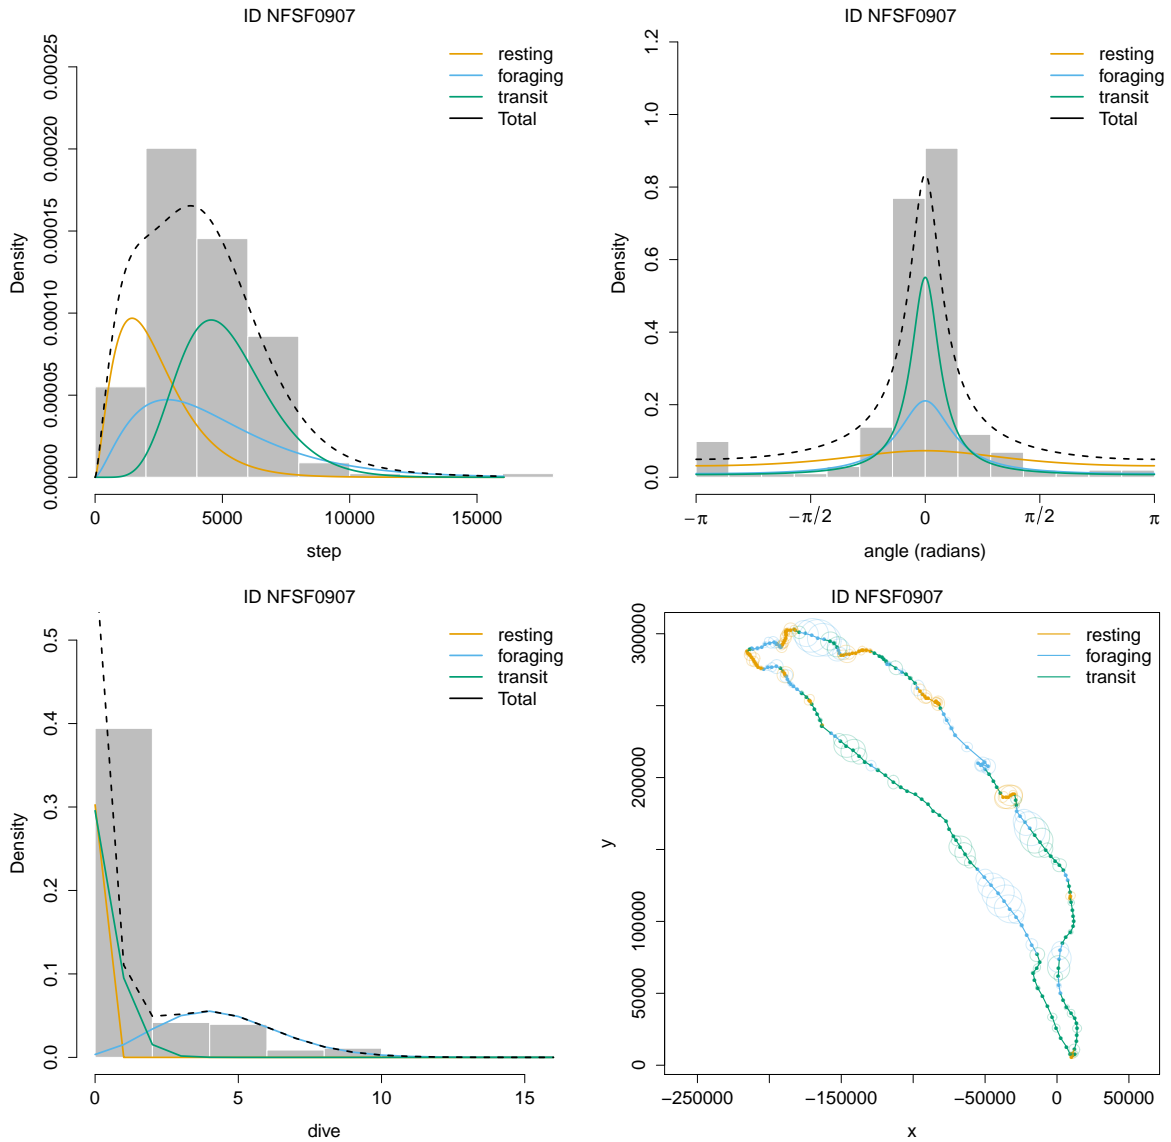 ID NFSF0907
resting
foraging
transit
Total
Density
0.00000
0.00005
0.00010
0.00015
0.00020
0.00025
0 5000 10000 15000
step
ID NFSF0907
resting
foraging
transit
Total
Density
0.0
0.2
0.4
0.6
0.8
1.0
1.2
−π −π/2 0 π/2 π
angle (radians)
ID NFSF0907
resting
foraging
transit
Total
Density
0.0
0.1
0.2
0.3
0.4
0.5
0 5 10 15
dive
ID NFSF0907
resting
foraging
transit
y
0
50000
100000
200000
300000
−250000 −150000 −50000 0 50000
x